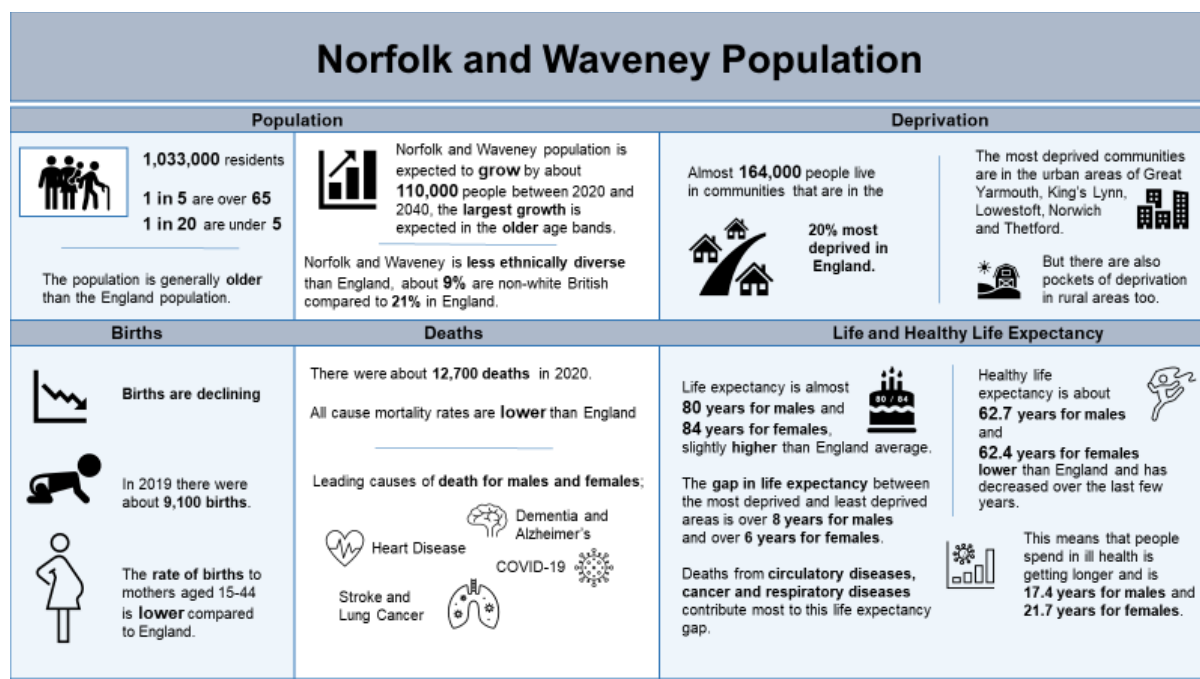 Norfolk and Waveney Population
Population
1,033,000 residents
1 in 5 are over 65
1 in 20 are under 5
The population is generally older
than the England population.
Norfolk and Waveney population is
expected to grow by about
110,000 people between 2020 and
2040, the largest growth is
expected in the older age bands.
Norfolk and Waveney is less ethnically diverse
than England, about 9% are non-white British
compared to 21% in England.
Deprivation
Almost 164,000 people live
in communities that are in the
20% most
deprived in
England.
The most deprived communities
are in the urban areas of Great
Yarmouth, King's Lynn,
Lowestoft, Norwich
and Thetford.
But there are also
pockets of deprivation
in rural areas too.
Births
Births are declining
In 2019 there were
about 9,100 births.
The rate of births to
mothers aged 15-44
is lower compared
to England.
Deaths
There were about 12,700 deaths in 2020.
All cause mortality rates are lower than England
Leading causes of death for males and females;
Dementia and
Alzheimer's
Heart Disease
COVID-19
Stroke and
Lung Cancer
Life and Healthy Life Expectancy
Life expectancy is almost
80 years for males and
84 years for females,
slightly higher than England average.
80 / 84
The gap in life expectancy between
the most deprived and least deprived
areas is over 8 years for males
and over 6 years for females.
Deaths from circulatory diseases,
cancer and respiratory diseases
contribute most to this life expectancy
gap.
Healthy life
expectancy is about
62.7 years for males
and
62.4 years for females
lower than England and has
decreased over the last few
years.
This means that people
spend in ill health is
getting longer and is
17.4 years for males and
21.7 years for females.